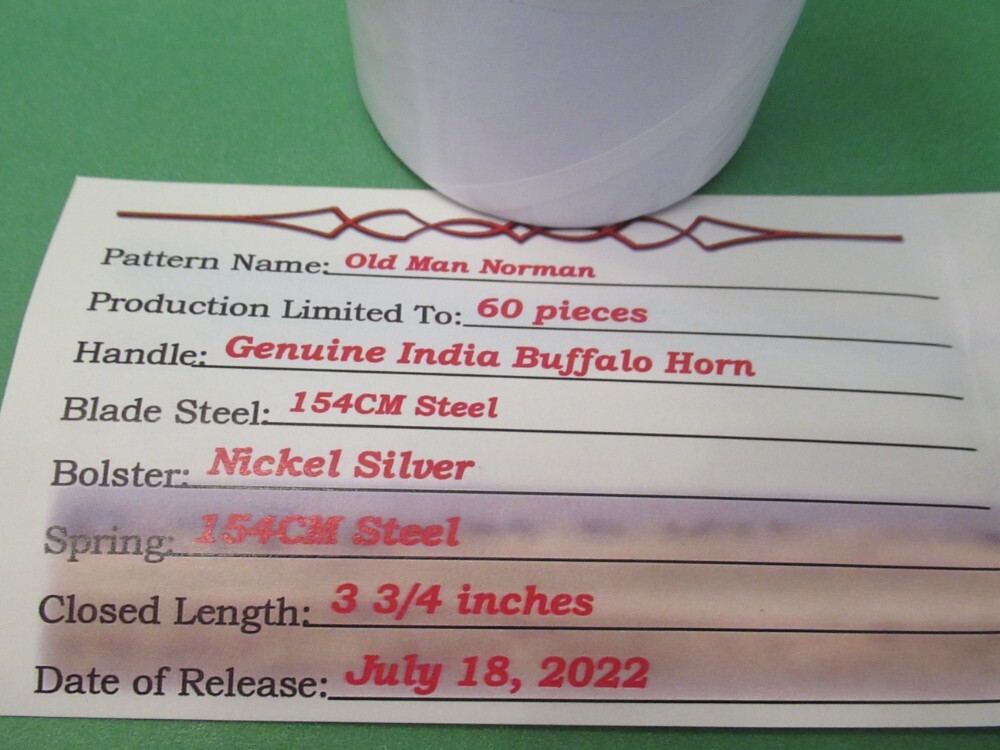 Pattern Name: Old Man Norman
Production Limited To: 60 pieces
Handle: Genuine India Buffalo Horn
Blade Steel: 154CM Steel
Bolster: Nickel Silver
Spring: 154CM Steel
Closed Length: 3 3/4 inches
Date of Release: July 18, 2022